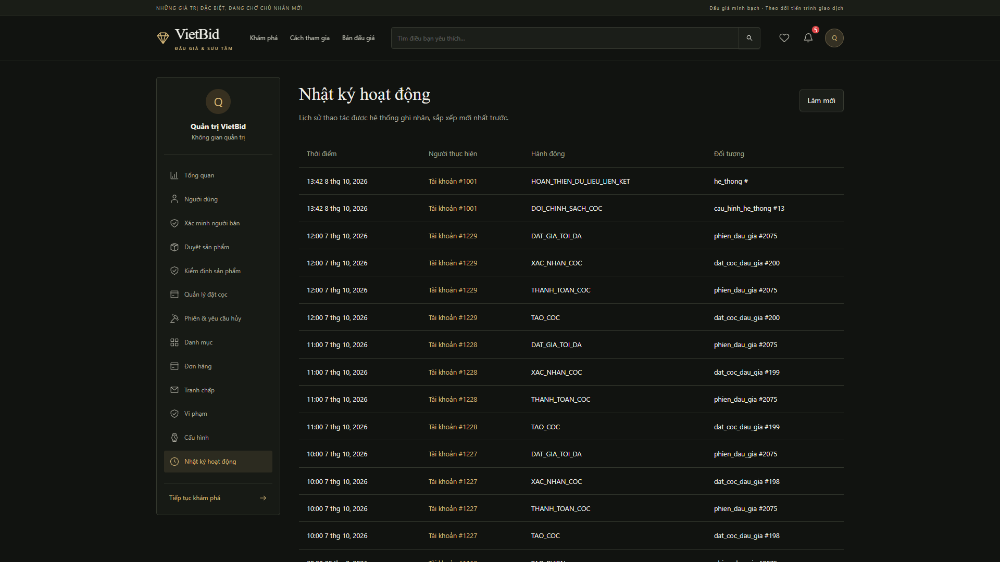 NHỮNG GIÁ TRỊ ĐẶC BIỆT, ĐANG CHỜ CHỦ NHÂN MỚI
Đấu giá minh bạch · Theo dõi tiến trình giao dịch
VietBid
ĐẤU GIÁ & SƯU TẦM
Khám phá
Cách tham gia
Bán đấu giá
Tìm điều bạn yêu thích...
5
Q
Q
Quản trị VietBid
Không gian quản trị
Tổng quan
Người dùng
Xác minh người bán
Duyệt sản phẩm
Kiểm định sản phẩm
Quản lý đặt cọc
Phiên & yêu cầu hủy
Danh mục
Đơn hàng
Tranh chấp
Vi phạm
Cấu hình
Nhật ký hoạt động
Tiếp tục khám phá
Nhật ký hoạt động
Lịch sử thao tác được hệ thống ghi nhận, sắp xếp mới nhất trước.
Làm mới
Thời điểm Người thực hiện Hành động Đối tượng
13:42 8 thg 10, 2026 Tài khoản #1001 HOAN_THIEN_DU_LIEU_LIEN_KET he_thong #
13:42 8 thg 10, 2026 Tài khoản #1001 DOI_CHINH_SACH_COC cau_hinh_he_thong #13
12:00 7 thg 10, 2026 Tài khoản #1229 DAT_GIA_TOI_DA phien_dau_gia #2075
12:00 7 thg 10, 2026 Tài khoản #1229 XAC_NHAN_COC dat_coc_dau_gia #200
12:00 7 thg 10, 2026 Tài khoản #1229 THANH_TOAN_COC phien_dau_gia #2075
12:00 7 thg 10, 2026 Tài khoản #1229 TAO_COC dat_coc_dau_gia #200
11:00 7 thg 10, 2026 Tài khoản #1228 DAT_GIA_TOI_DA phien_dau_gia #2075
11:00 7 thg 10, 2026 Tài khoản #1228 XAC_NHAN_COC dat_coc_dau_gia #199
11:00 7 thg 10, 2026 Tài khoản #1228 THANH_TOAN_COC phien_dau_gia #2075
11:00 7 thg 10, 2026 Tài khoản #1228 TAO_COC dat_coc_dau_gia #199
10:00 7 thg 10, 2026 Tài khoản #1227 DAT_GIA_TOI_DA phien_dau_gia #2075
10:00 7 thg 10, 2026 Tài khoản #1227 XAC_NHAN_COC dat_coc_dau_gia #198
10:00 7 thg 10, 2026 Tài khoản #1227 THANH_TOAN_COC phien_dau_gia #2075
10:00 7 thg 10, 2026 Tài khoản #1227 TAO_COC dat_coc_dau_gia #198